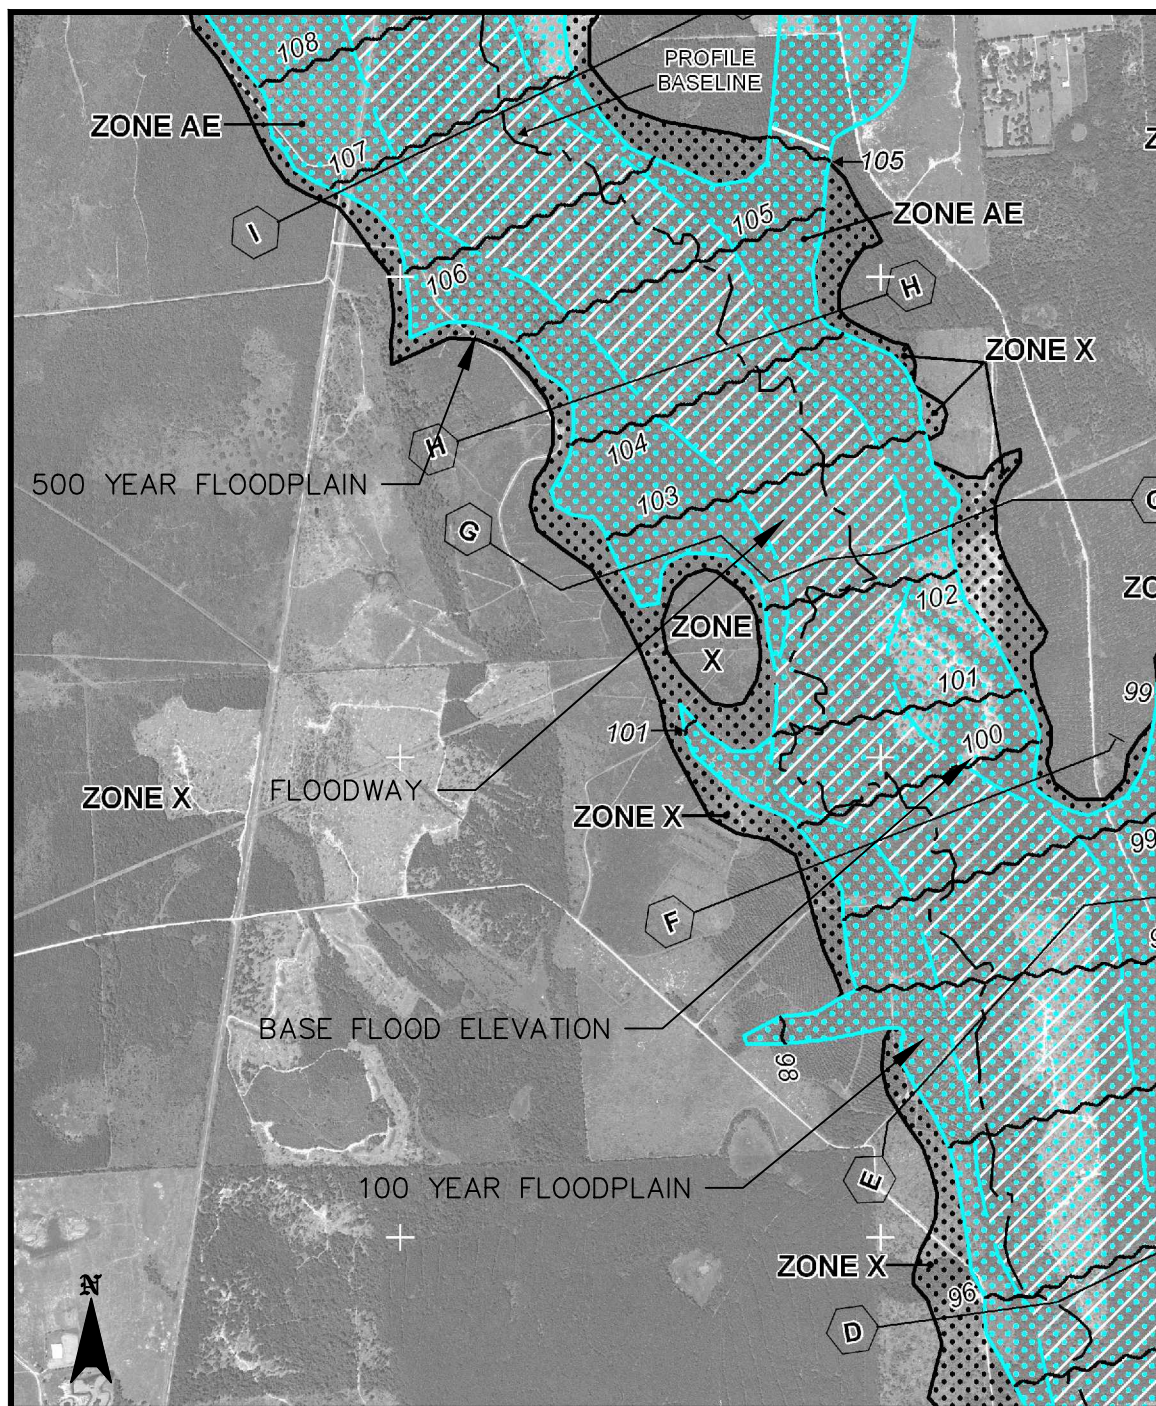 108
PROFILE
BASELINE
ZONE AE
107
105
I
105
ZONE AE
106
H
ZONE X
H
104
500 YEAR FLOODPLAIN
103
G
102
ZONE
X
101
99
101
100
FLOODWAY
ZONE X
ZONE X
99
F
BASE FLOOD ELEVATION
98
100 YEAR FLOODPLAIN
E
ZONE X
96
N
D